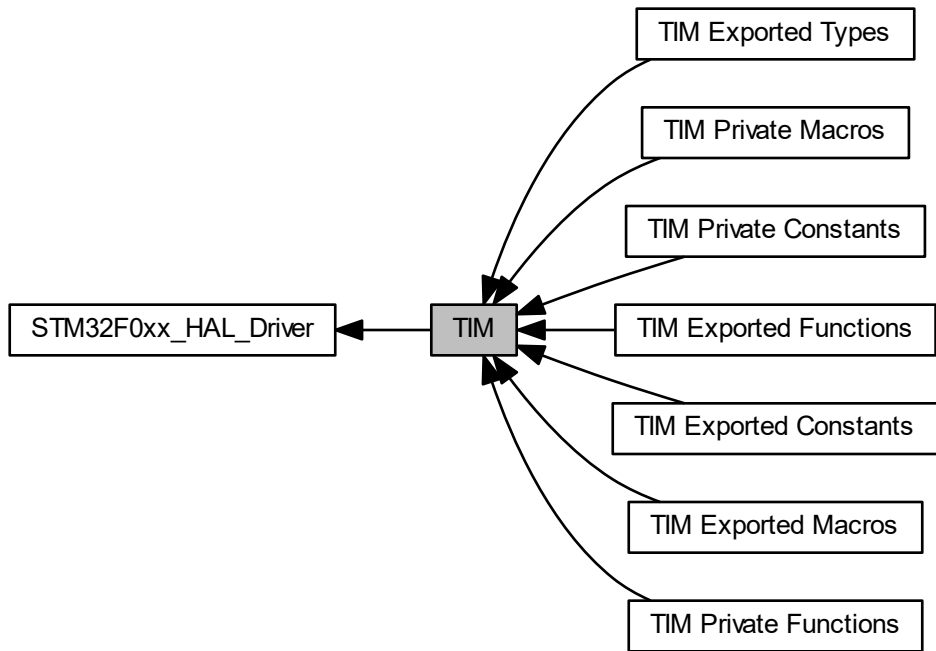 TIM Exported Types
TIM Private Macros
TIM Private Constants
STM32F0xx_HAL_Driver
TIM
TIM Exported Functions
TIM Exported Constants
TIM Exported Macros
TIM Private Functions